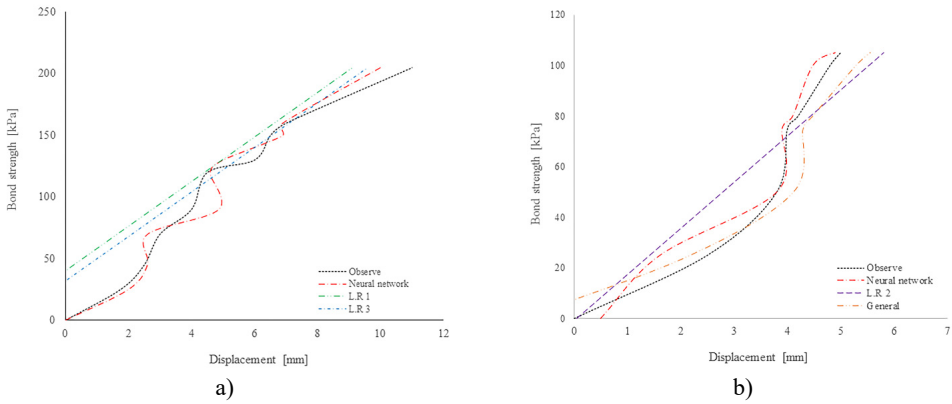 250
200
150
100
50
0
Bond strength [kPa]
0 2 4 6 8 10 12
Displacement [mm]
Observe
Neural network
L.R 1
L.R 3
a)
120
100
80
60
40
20
0
Bond strength [kPa]
0 1 2 3 4 5 6 7
Displacement [mm]
Observe
Neural network
L.R. 2
General
b)